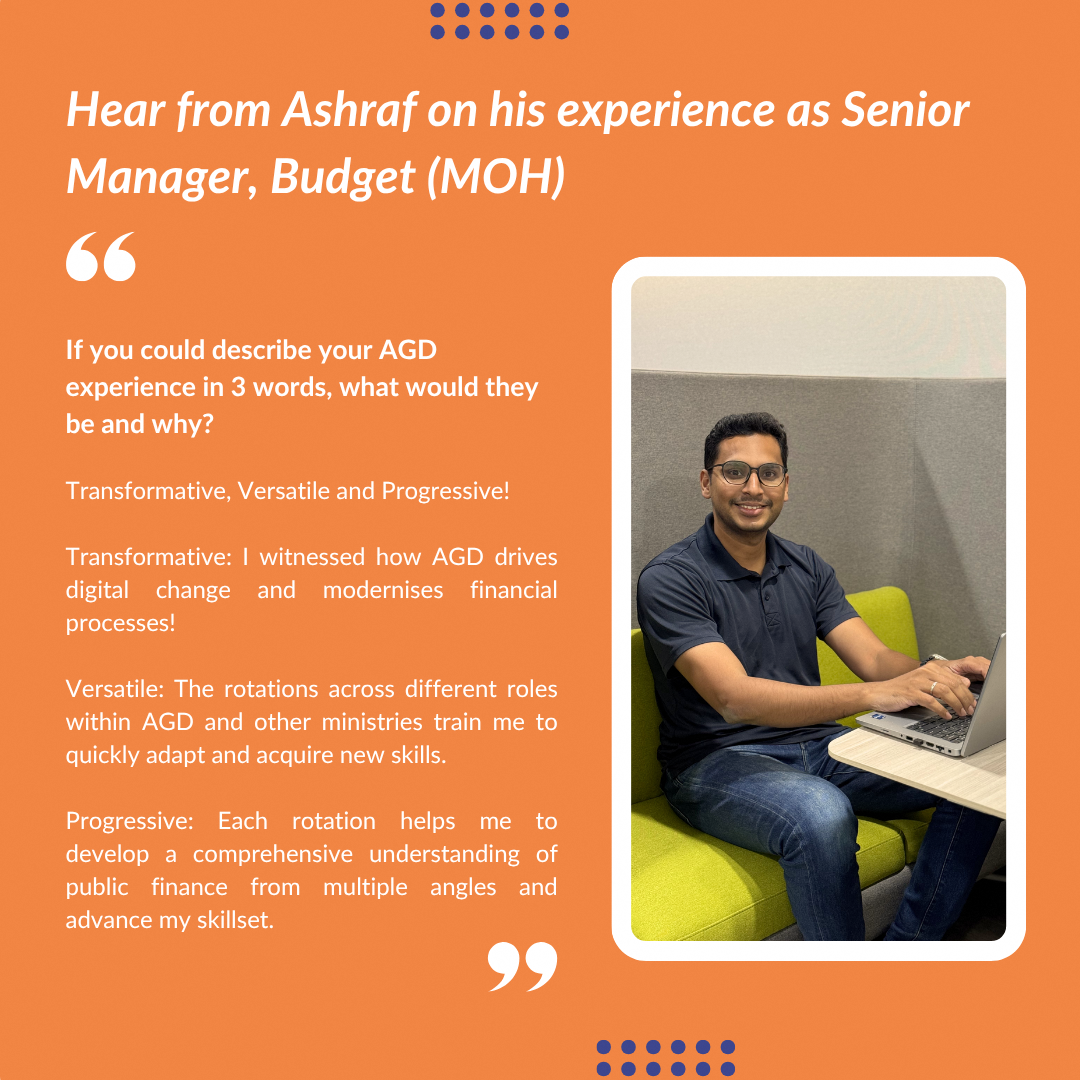 Hear from Ashraf on his experience as Senior
Manager, Budget (MOH)
“
If you could describe your AGD
experience in 3 words, what would they
be and why?
Transformative, Versatile and Progressive!
Transformative: I witnessed how AGD drives
digital change and modernises financial
processes!
Versatile: The rotations across different roles
within AGD and other ministries train me to
quickly adapt and acquire new skills.
Progressive: Each rotation helps me to
develop a comprehensive understanding of
public finance from multiple angles and
advance my skillset.
”